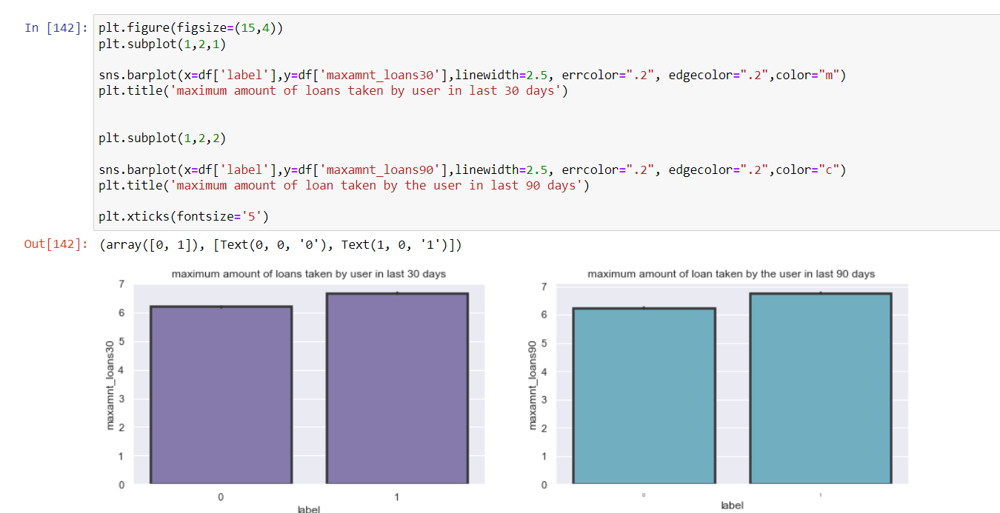 In [142]: plt.figure(figsize=(15,4))
plt.subplot(1,2,1)
sns.barplot(x=df['label'],y=df['maxamnt_loans30'],linewidth=2.5, errcolor=".2", edgecolor=".2",color="m")
plt.title('maximum amount of loans taken by user in last 30 days')
plt.subplot(1,2,2)
sns.barplot(x=df['label'],y=df['maxamnt_loans90'],linewidth=2.5, errcolor=".2", edgecolor=".2",color="c")
plt.title('maximum amount of loan taken by the user in last 90 days')
plt.xticks(fontsize='5')
Out[142]: (array([0, 1]), [Text(0, 0, '0'), Text(1, 0, '1')])
maximum amount of loans taken by user in last 30 days
7
6
5
4
3
2
1
0
maxamnt_loans30
0 1
label
maximum amount of loan taken by the user in last 90 days
7
6
5
4
3
2
1
0
maxamnt_loans90
0 1
label